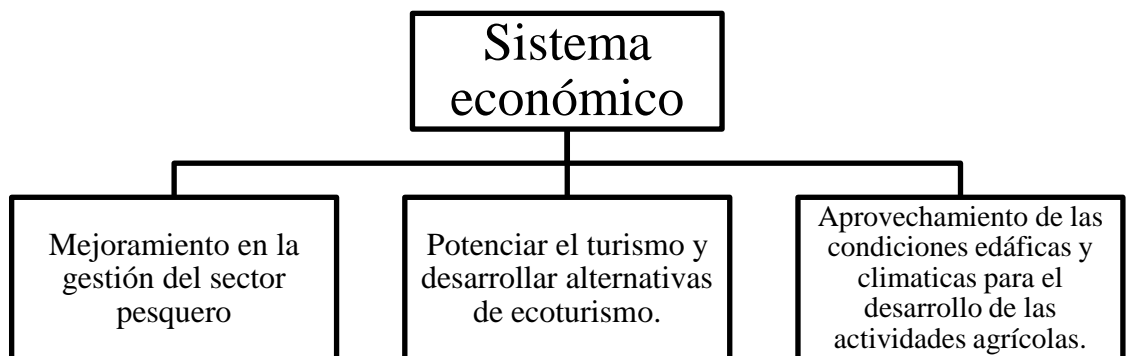 Sistema
económico
Mejoramiento en la
gestión del sector
pesquero
Potenciar el turismo y
desarrollar alternativas
de ecoturismo.
Aprovechamiento de las
condiciones edáficas y
climaticas para el
desarrollo de las
actividades agrícolas.